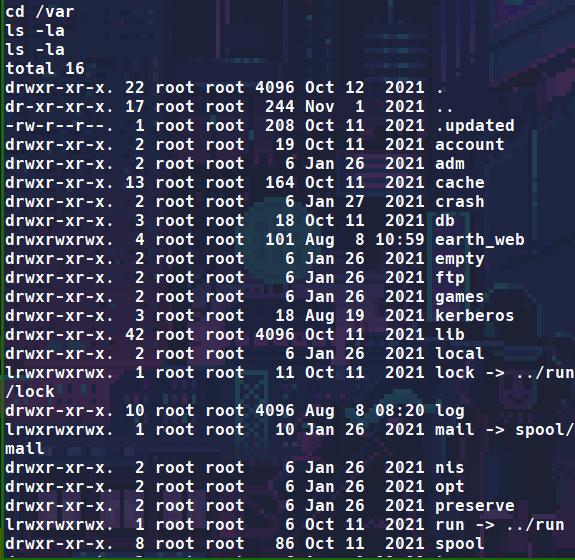 cd /var
ls -la
ls -la
total 16
drwxr-xr-x. 22 root root 4096 Oct 12  2021 .
dr-xr-xr-x. 17 root root  244 Nov  1  2021 ..
-rw-r--r--.  1 root root  208 Oct 11  2021 .updated
drwxr-xr-x.  2 root root   19 Oct 11  2021 account
drwxr-xr-x.  2 root root    6 Jan 26  2021 adm
drwxr-xr-x. 13 root root  164 Oct 11  2021 cache
drwxr-xr-x.  2 root root    6 Jan 27  2021 crash
drwxr-xr-x.  3 root root   18 Oct 11  2021 db
drwxrwxrwx.  4 root root  101 Aug  8 10:59 earth_web
drwxr-xr-x.  2 root root    6 Jan 26  2021 empty
drwxr-xr-x.  2 root root    6 Jan 26  2021 ftp
drwxr-xr-x.  2 root root    6 Jan 26  2021 games
drwxr-xr-x.  3 root root   18 Aug 19  2021 kerberos
drwxr-xr-x. 42 root root 4096 Oct 11  2021 lib
drwxr-xr-x.  2 root root    6 Jan 26  2021 local
lrwxrwxrwx.  1 root root   11 Oct 11  2021 lock -> ../run
/lock
drwxr-xr-x. 10 root root 4096 Aug  8 08:20 log
lrwxrwxrwx.  1 root root   10 Jan 26  2021 mail -> spool/
mail
drwxr-xr-x.  2 root root    6 Jan 26  2021 nis
drwxr-xr-x.  2 root root    6 Jan 26  2021 opt
drwxr-xr-x.  2 root root    6 Jan 26  2021 preserve
lrwxrwxrwx.  1 root root    6 Oct 11  2021 run -> ../run
drwxr-xr-x.  8 root root   86 Oct 11  2021 spool